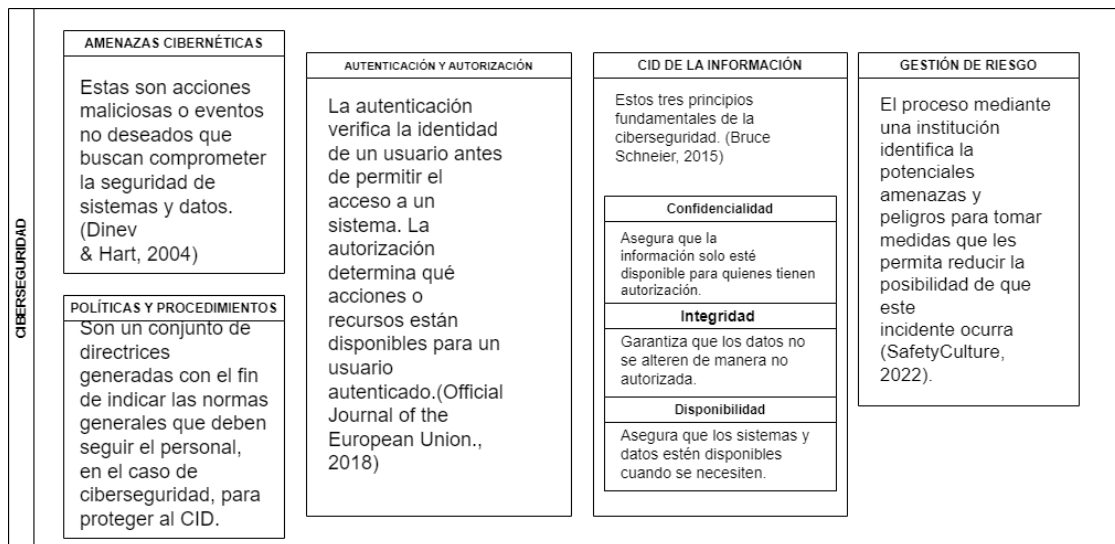 CIBERSEGURIDAD
AMENAZAS CIBERNÉTICAS
Estas son acciones
maliciosas o eventos
no deseados que
buscan comprometer
la seguridad de
sistemas y datos.
(Dinev
& Hart, 2004)
POLÍTICAS Y PROCEDIMIENTOS
Son un conjunto de
directrices
generadas con el fin
de indicar las normas
generales que deben
seguir el personal,
en el caso de
ciberseguridad, para
proteger al CID.
AUTENTICACIÓN Y AUTORIZACIÓN
La autenticación
verifica la identidad
de un usuario antes
de permitir el
acceso a un
sistema. La
autorización
determina qué
acciones o
recursos están
disponibles para un
usuario
autenticado.(Official
Journal of the
European Union.,
2018)
CID DE LA INFORMACIÓN
Estos tres principios
fundamentales de la
ciberseguridad. (Bruce
Schneier, 2015)
Confidencialidad
Asegura que la
información solo esté
disponible para quienes tienen
autorización.
Integridad
Garantiza que los datos no
se alteren de manera no
autorizada.
Disponibilidad
Asegura que los sistemas y
datos estén disponibles
cuando se necesiten.
GESTIÓN DE RIESGO
El proceso mediante
una institución
identifica la
potenciales
amenazas y
peligros para tomar
medidas que les
permita reducir la
posibilidad de que
este
incidente ocurra
(SafetyCulture,
2022).